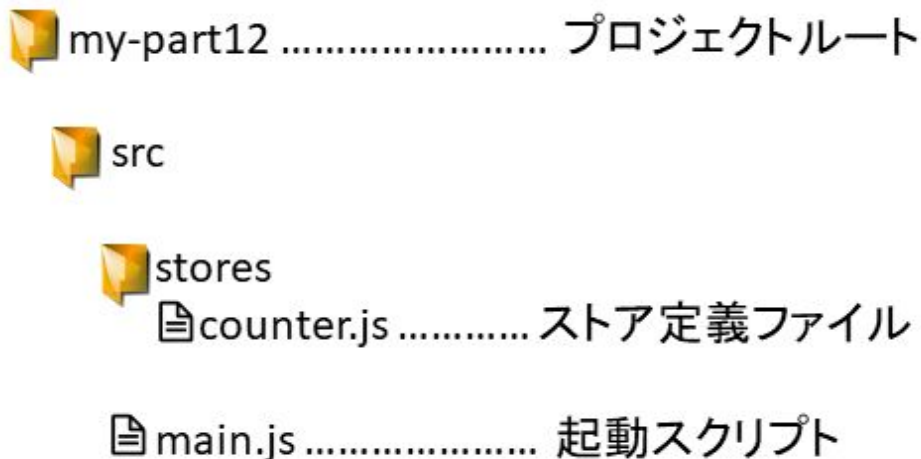 my-part12 ........................ プロジェクトルート
src
stores
counter.js ............ ストア定義ファイル
main.js ..................... 起動スクリプト